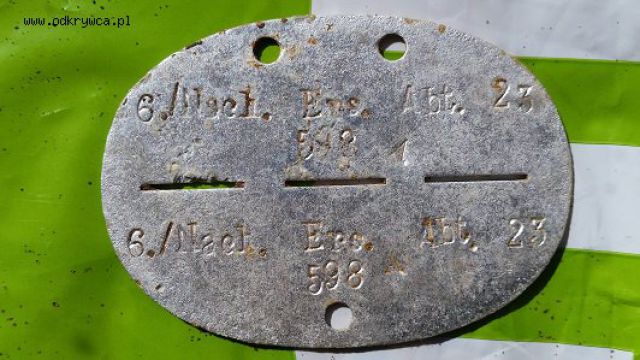 www.odkrywca.pl
6./Nach. Ers. Abt. 23
598 A
6./Nach. Ers. Abt. 23
598 A